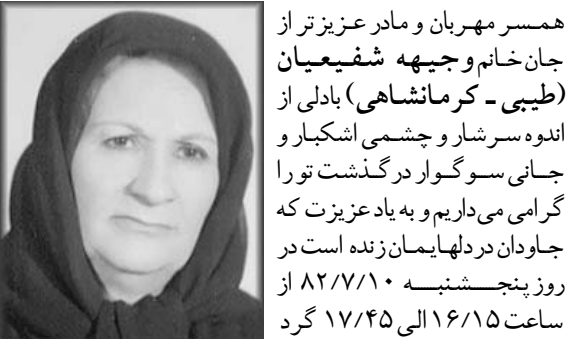 همسر مهربان و مادر عزیزتر از
جان خانم وجیهه شفیعیان
(طیبی ـ کرمانشاهی) بادلی از
اندوه سرشار و چشمی اشکبار و
جانی سوگوار درگذشت تو را
گرامی می‌داریم و به یاد عزیزت که
جاودان در دلهایمان زنده است در
روز پنجشنبه ۸۲/۷/۱۰ از
ساعت ۱۶/۱۵ الی ۱۷/۴۵ گرد